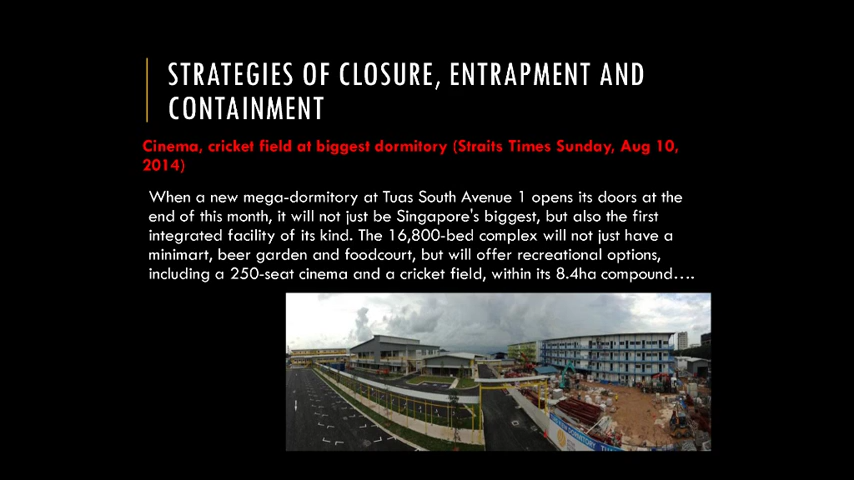 STRATEGIES OF CLOSURE, ENTRAPMENT AND
CONTAINMENT
Cinema, cricket field at biggest dormitory (Straits Times Sunday, Aug 10,
2014)
When a new mega-dormitory at Tuas South Avenue 1 opens its doors at the
end of this month, it will not just be Singapore's biggest, but also the first
integrated facility of its kind. The 16,800-bed complex will not just have a
minimart, beer garden and foodcourt, but will offer recreational options,
including a 250-seat cinema and a cricket field, within its 8.4ha compound....
DORMITORY